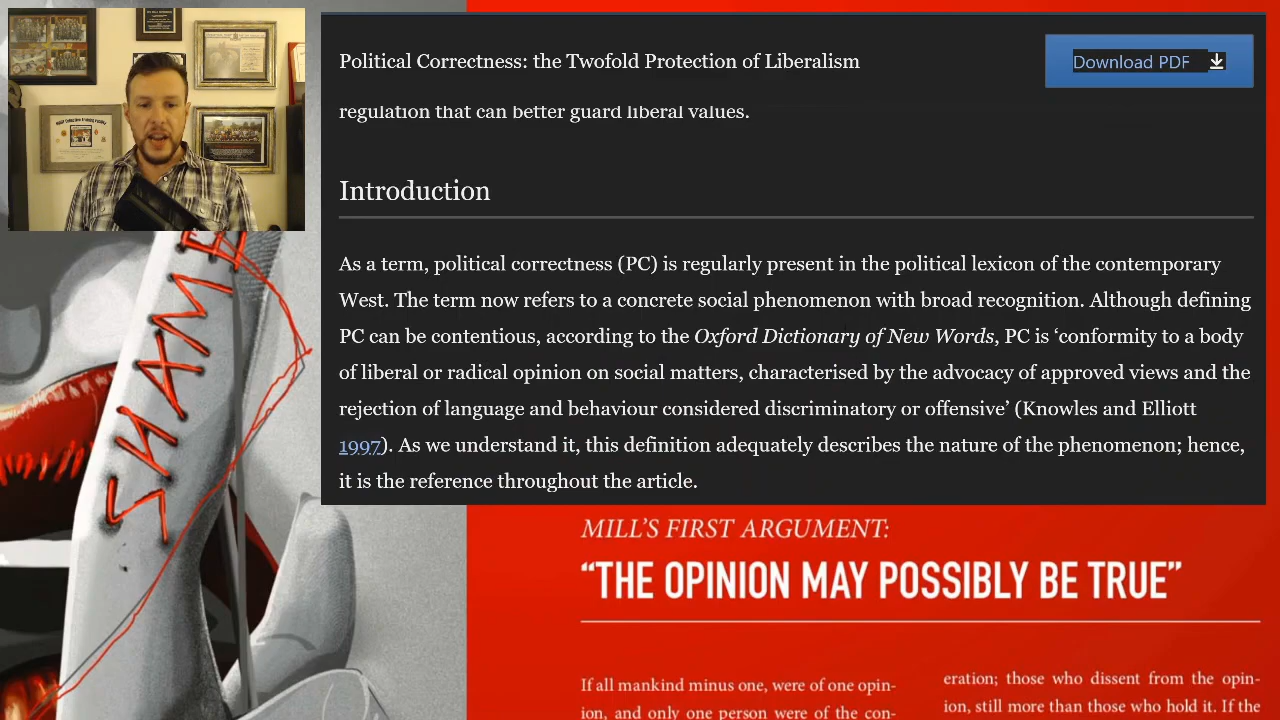 Political Correctness: the Twofold Protection of Liberalism
Download PDF
regulation that can better guard liberal values.
Introduction
As a term, political correctness (PC) is regularly present in the political lexicon of the contemporary
West. The term now refers to a concrete social phenomenon with broad recognition. Although defining
PC can be contentious, according to the Oxford Dictionary of New Words, PC is ‘conformity to a body
of liberal or radical opinion on social matters, characterised by the advocacy of approved views and the
rejection of language and behaviour considered discriminatory or offensive’ (Knowles and Elliott
1997). As we understand it, this definition adequately describes the nature of the phenomenon; hence,
it is the reference throughout the article.
SHAME
MILL'S FIRST ARGUMENT:
“THE OPINION MAY POSSIBLY BE TRUE”
If all mankind minus one, were of one opin-
ion, and only one person were of the con-
eration; those who dissent from the opin-
ion, still more than those who hold it. If the